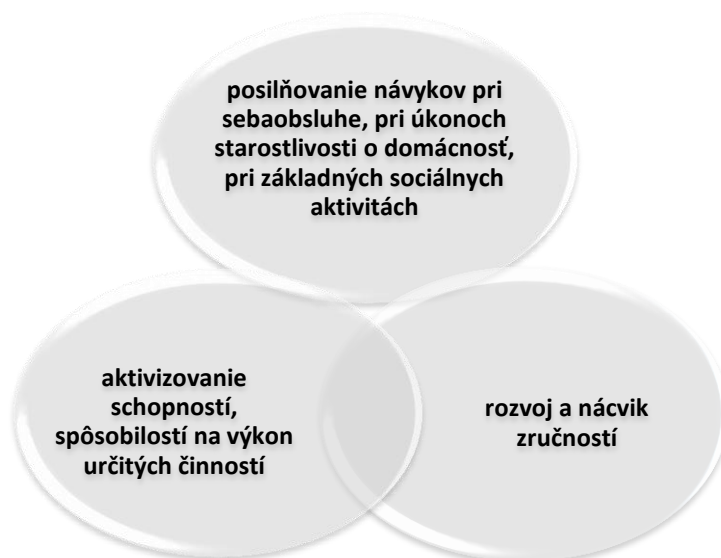 posilňovanie návykov pri
sebaobsluhe, pri úkonoch
starostlivosti o domácnosť,
pri základných sociálnych
aktivitách
aktivizovanie
schopností,
spôsobilostí na výkon
určitých činností
rozvoj a nácvik
zručností